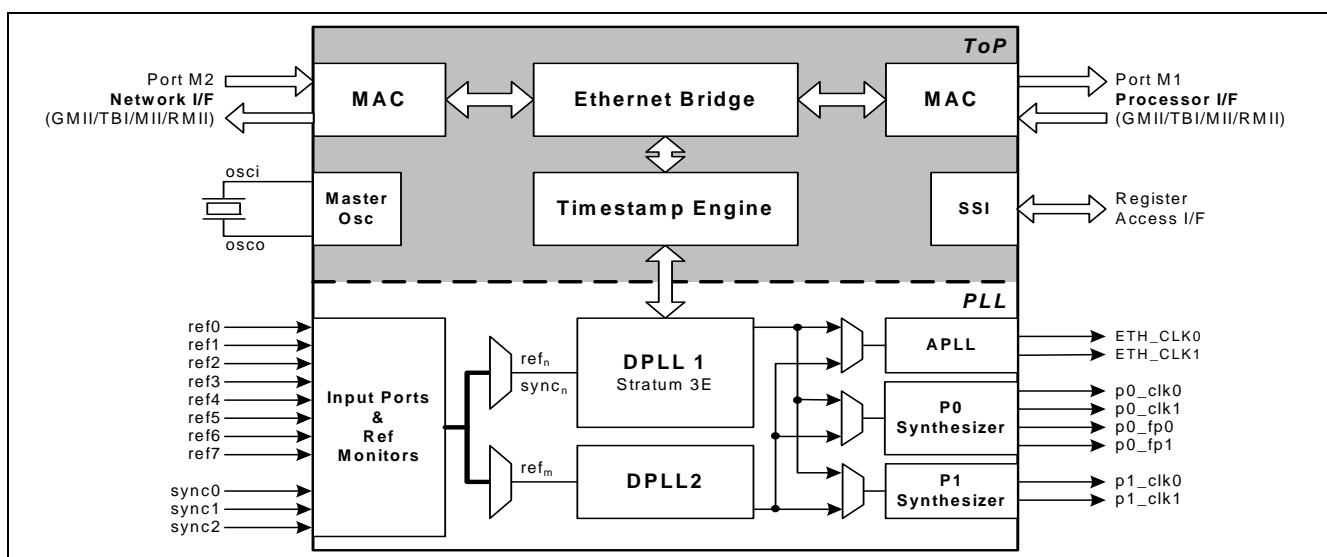 ToP
Port M2
Network I/F
(GMII/TBI/MII/RMII)
MAC
Ethernet Bridge
MAC
Port M1
Processor I/F
(GMII/TBI/MII/RMII)
osci
osco
Master
Osc
Timestamp Engine
SSI
Register
Access I/F
PLL
ref0
ref1
ref2
ref3
ref4
ref5
ref6
ref7
sync0
sync1
sync2
Input Ports
&
Ref
Monitors
refn
syncn
refm
DPLL 1
Stratum 3E
DPLL2
APLL
P0
Synthesizer
P1
Synthesizer
ETH_CLK0
ETH_CLK1
p0_clk0
p0_clk1
p0_fp0
p0_fp1
p1_clk0
p1_clk1